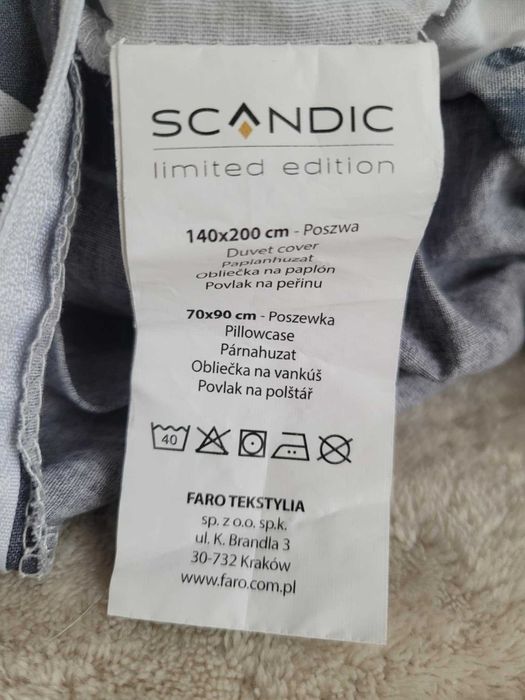 SCANDIC
limited edition
140x200 cm - Poszwa
Duvet cover
Paplanhuzat
Obliečka na paplón
Povlak na peřinu
70x90 cm - Poszewka
Pillowcase
Párnahuzat
Obliečka na vankúš
Povlak na polštář
40
FARO TEKSTYLIA
sp. z o.o. sp.k.
ul. K. Brandla 3
30-732 Kraków
www.faro.com.pl